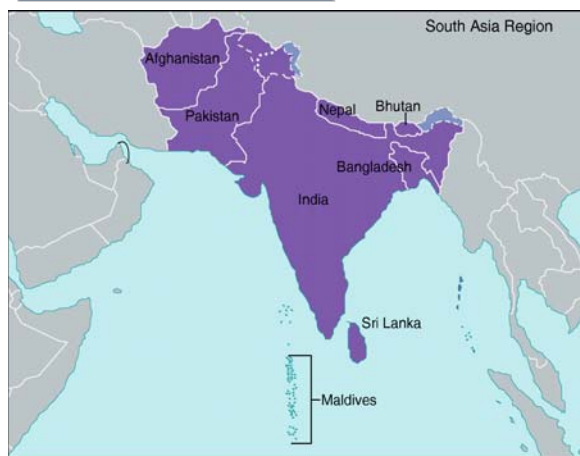 South Asia Region
Afghanistan
Pakistan
Nepal
Bhutan
Bangladesh
India
Sri Lanka
Maldives